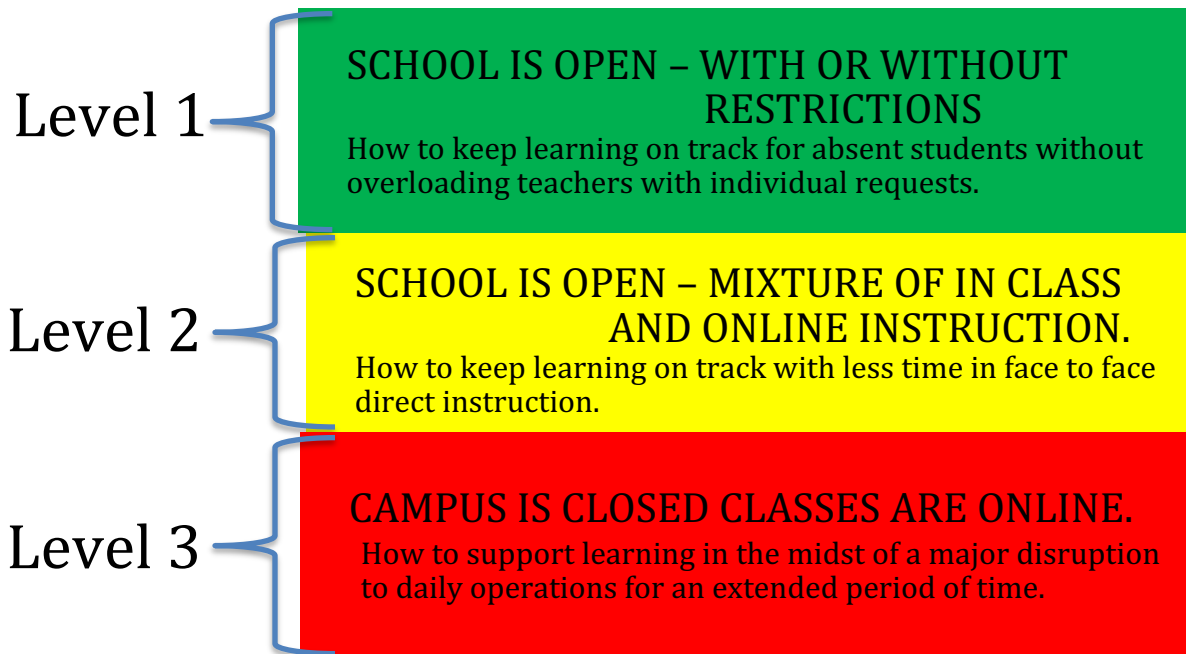 Level 1
SCHOOL IS OPEN – WITH OR WITHOUT
RESTRICTIONS
How to keep learning on track for absent students without
overloading teachers with individual requests.
Level 2
SCHOOL IS OPEN – MIXTURE OF IN CLASS
AND ONLINE INSTRUCTION.
How to keep learning on track with less time in face to face
direct instruction.
Level 3
CAMPUS IS CLOSED CLASSES ARE ONLINE.
How to support learning in the midst of a major disruption
to daily operations for an extended period of time.